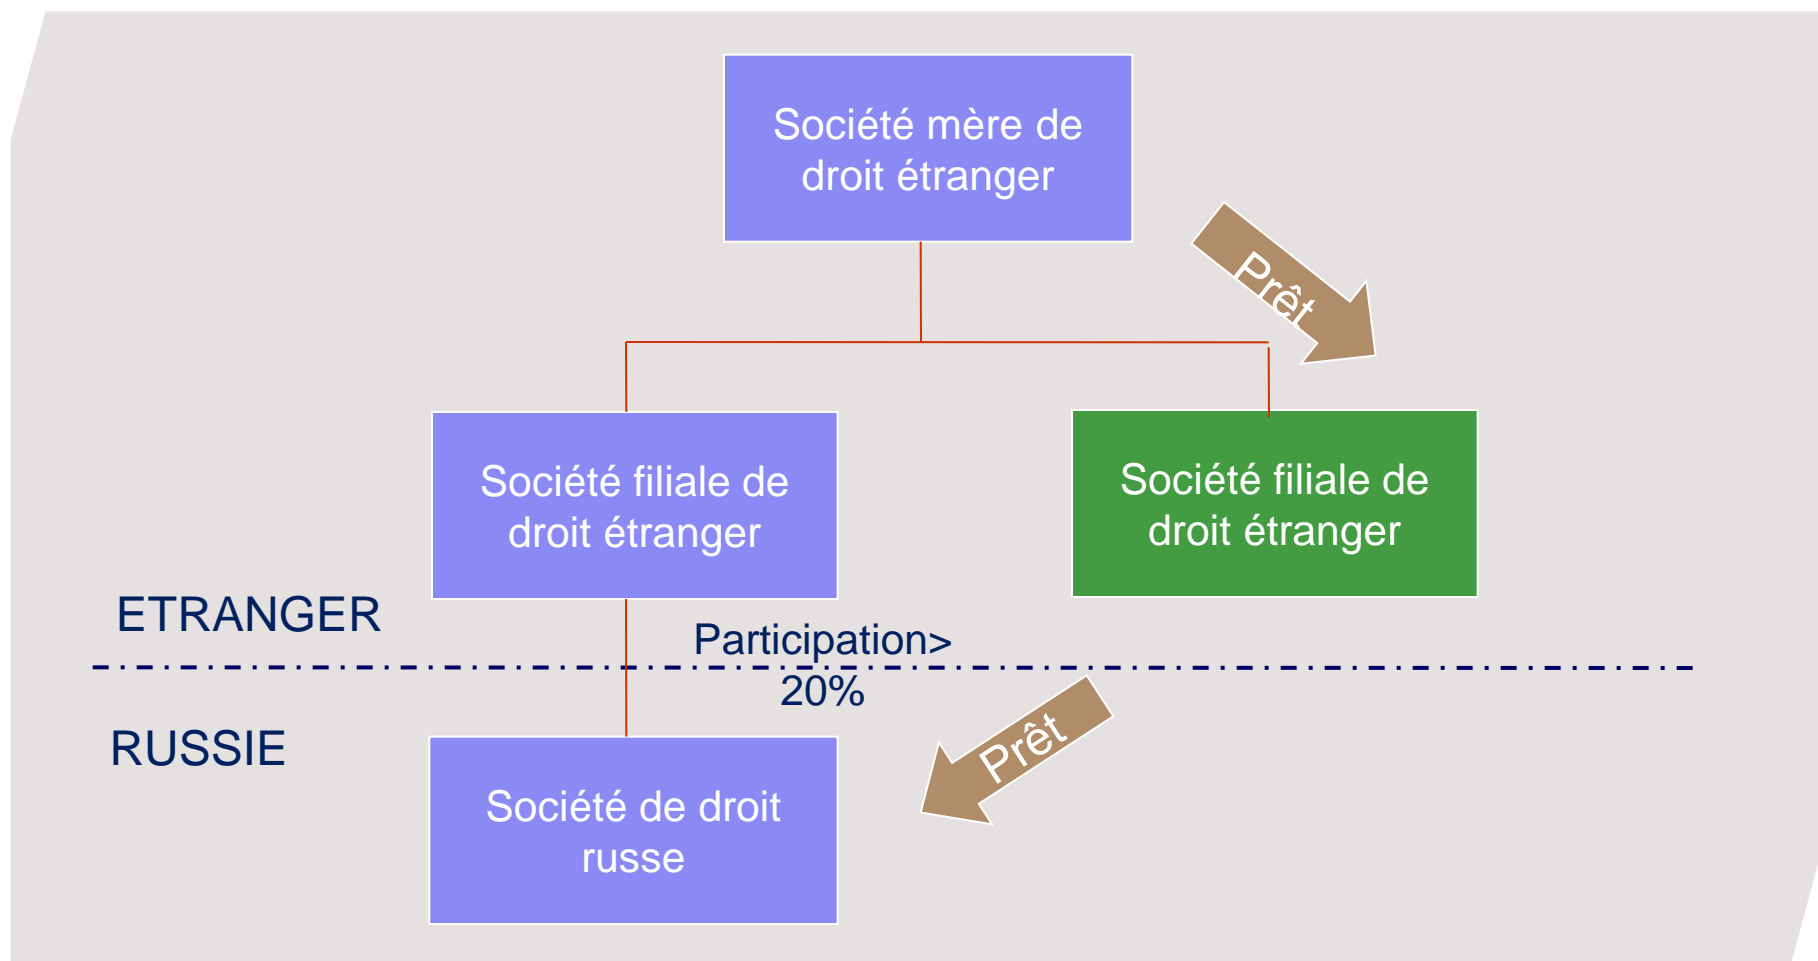 Société mère de
droit étranger
Prêt
Société filiale de
droit étranger
Société filiale de
droit étranger
ETRANGER
Participation>
20%
RUSSIE
Prêt
Société de droit
russe